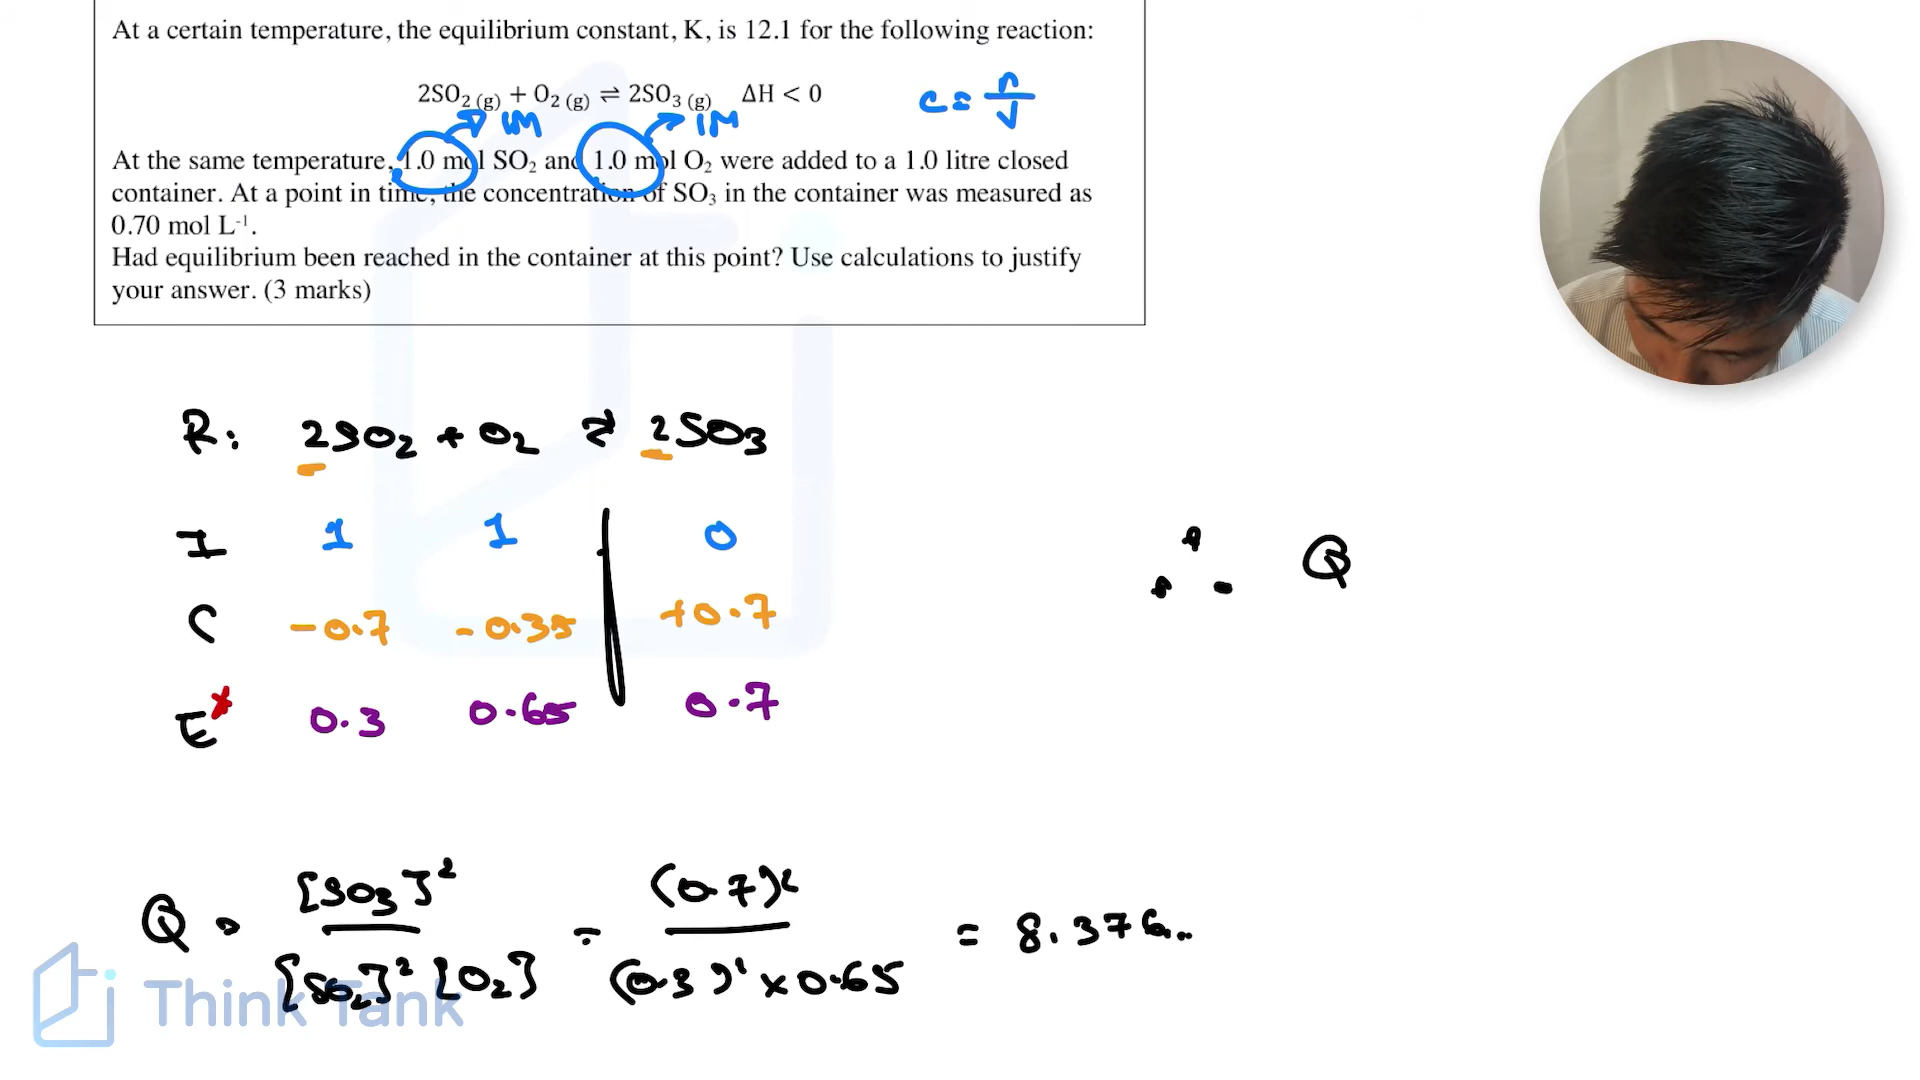 At a certain temperature, the equilibrium constant, K, is 12.1 for the following reaction:
2SO₂ (g) + O₂ (g) ⇌ 2SO₃ (g) ΔH < 0
c = n/V
1M 1M
At the same temperature, 1.0 mol SO₂ and 1.0 mol O₂ were added to a 1.0 litre closed
container. At a point in time, the concentration of SO₃ in the container was measured as
0.70 mol L⁻¹.
Had equilibrium been reached in the container at this point? Use calculations to justify
your answer. (3 marks)
R: 2SO₂ + O₂ ⇌ 2SO₃
I 1 1 0
C -0.7 -0.35 +0.7
E* 0.3 0.65 0.7
∴ Q
Q = [SO₃]² / [SO₂]² [O₂] = (0.7)² / (0.3)² × 0.65 = 8.376...
Think Tank